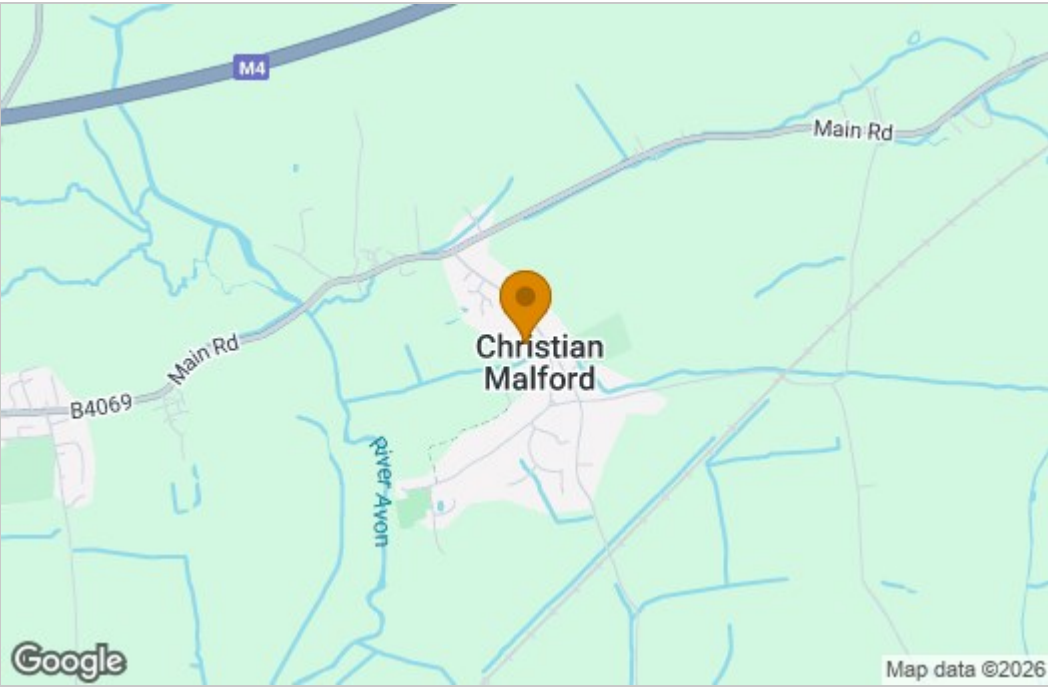 M4
Main Rd
Christian
Malford
Main Rd
B4069
River Avon
Google
Map data ©2026